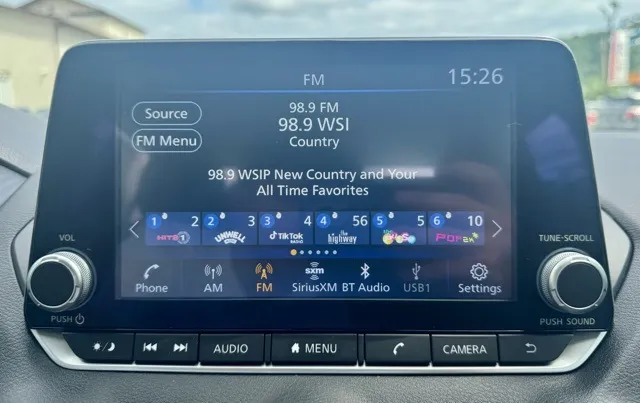 FM
15:26
Source
FM Menu
98.9 FM
98.9 WSI
Country
98.9 WSIP New Country and Your
All Time Favorites
1 2 2 3 3 4 4 56 5 5 6 10
HITS1 UNWELL TikTok RADIO the highway POP2K
VOL
TUNE-SCROLL
Phone AM FM sxm SiriusXM BT Audio USB1 Settings
PUSH
PUSH SOUND
AUDIO MENU CAMERA